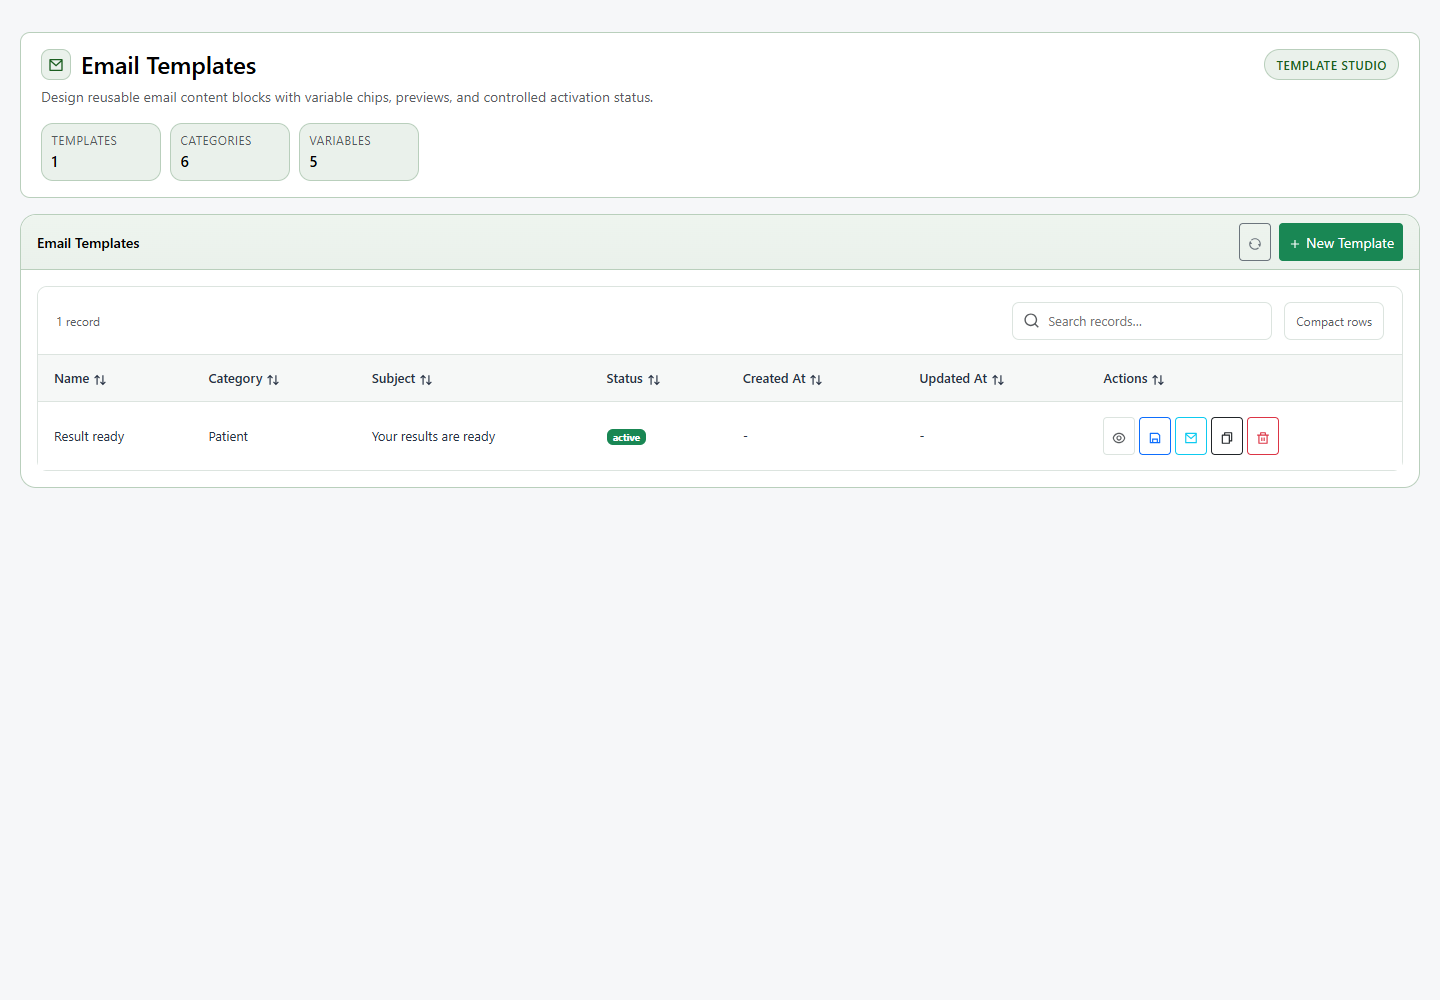 Email Templates
TEMPLATE STUDIO
Design reusable email content blocks with variable chips, previews, and controlled activation status.
TEMPLATES
1
CATEGORIES
6
VARIABLES
5
Email Templates
+ New Template
1 record
Search records...
Compact rows
Name Category Subject Status Created At Updated At Actions
Result ready Patient Your results are ready active - -